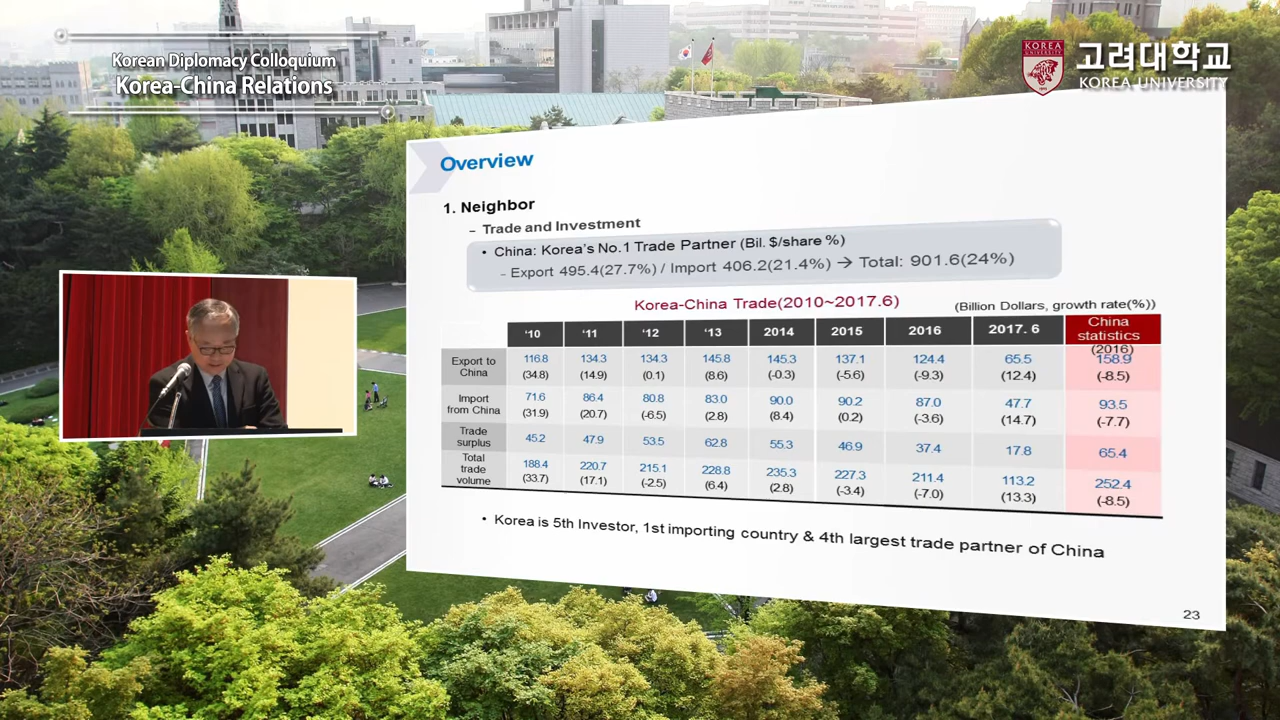 Korean Diplomacy Colloquium
Korea-China Relations
KOREA
UNIVERSITY
고려대학교
KOREA UNIVERSITY
Overview
1. Neighbor
– Trade and Investment
• China: Korea's No.1 Trade Partner (Bil. $/share %)
– Export 495.4(27.7%) / Import 406.2(21.4%) → Total: 901.6(24%)
Korea-China Trade(2010~2017.6)
(Billion Dollars, growth rate(%))
'10 '11 '12 '13 2014 2015 2016 2017. 6 China statistics (2016)
Export to China 116.8 (34.8) 134.3 (14.9) 134.3 (0.1) 145.8 (8.6) 145.3 (-0.3) 137.1 (-5.6) 124.4 (-9.3) 65.5 (12.4) 158.9 (-8.5)
Import from China 71.6 (31.9) 86.4 (20.7) 80.8 (-6.5) 83.0 (2.8) 90.0 (8.4) 90.2 (0.2) 87.0 (-3.6) 47.7 (14.7) 93.5 (-7.7)
Trade surplus 45.2 47.9 53.5 62.8 55.3 46.9 37.4 17.8 65.4
Total trade volume 188.4 (33.7) 220.7 (17.1) 215.1 (-2.5) 228.8 (6.4) 235.3 (2.8) 227.3 (-3.4) 211.4 (-7.0) 113.2 (13.3) 252.4 (-8.5)
• Korea is 5th Investor, 1st importing country & 4th largest trade partner of China
23